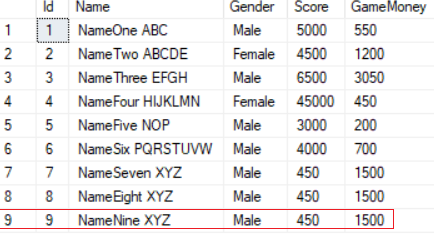 Id Name Gender Score GameMoney
1 1 NameOne ABC Male 5000 550
2 2 NameTwo ABCDE Female 4500 1200
3 3 NameThree EFGH Male 6500 3050
4 4 NameFour HIJKLMN Female 45000 450
5 5 NameFive NOP Male 3000 200
6 6 NameSix PQRSTUVW Male 4000 700
7 7 NameSeven XYZ Male 450 1500
8 8 NameEight XYZ Male 450 1500
9 9 NameNine XYZ Male 450 1500